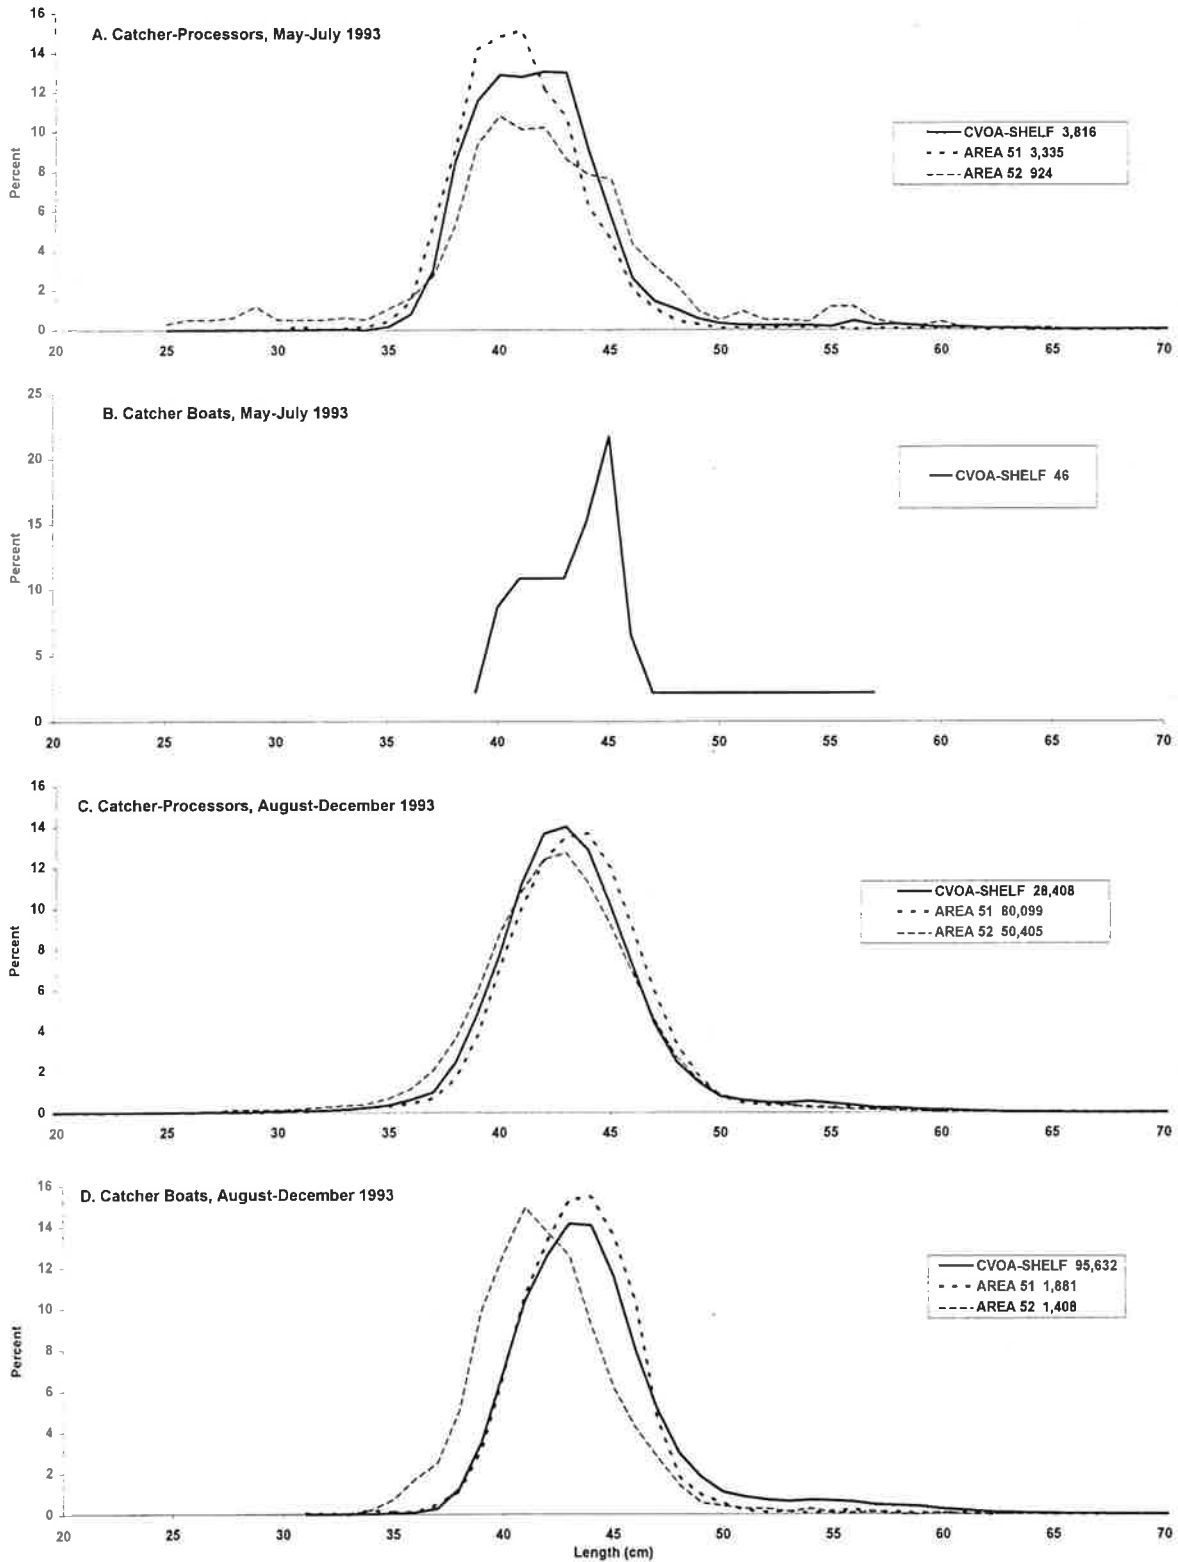 A. Catcher-Processors, May-July 1993
16
14
12
10
8
6
4
2
0
Percent
CVOA-SHELF 3,816
AREA 51 3,335
AREA 52 924
20 25 30 35 40 45 50 55 60 65 70
B. Catcher Boats, May-July 1993
25
20
15
10
5
0
Percent
CVOA-SHELF 46
20 25 30 35 40 45 50 55 60 65 70
C. Catcher-Processors, August-December 1993
16
14
12
10
8
6
4
2
0
Percent
CVOA-SHELF 28,408
AREA 51 80,099
AREA 52 50,405
20 25 30 35 40 45 50 55 60 65 70
D. Catcher Boats, August-December 1993
16
14
12
10
8
6
4
2
0
Percent
CVOA-SHELF 95,632
AREA 51 1,881
AREA 52 1,408
20 25 30 35 40 45 50 55 60 65 70
Length (cm)